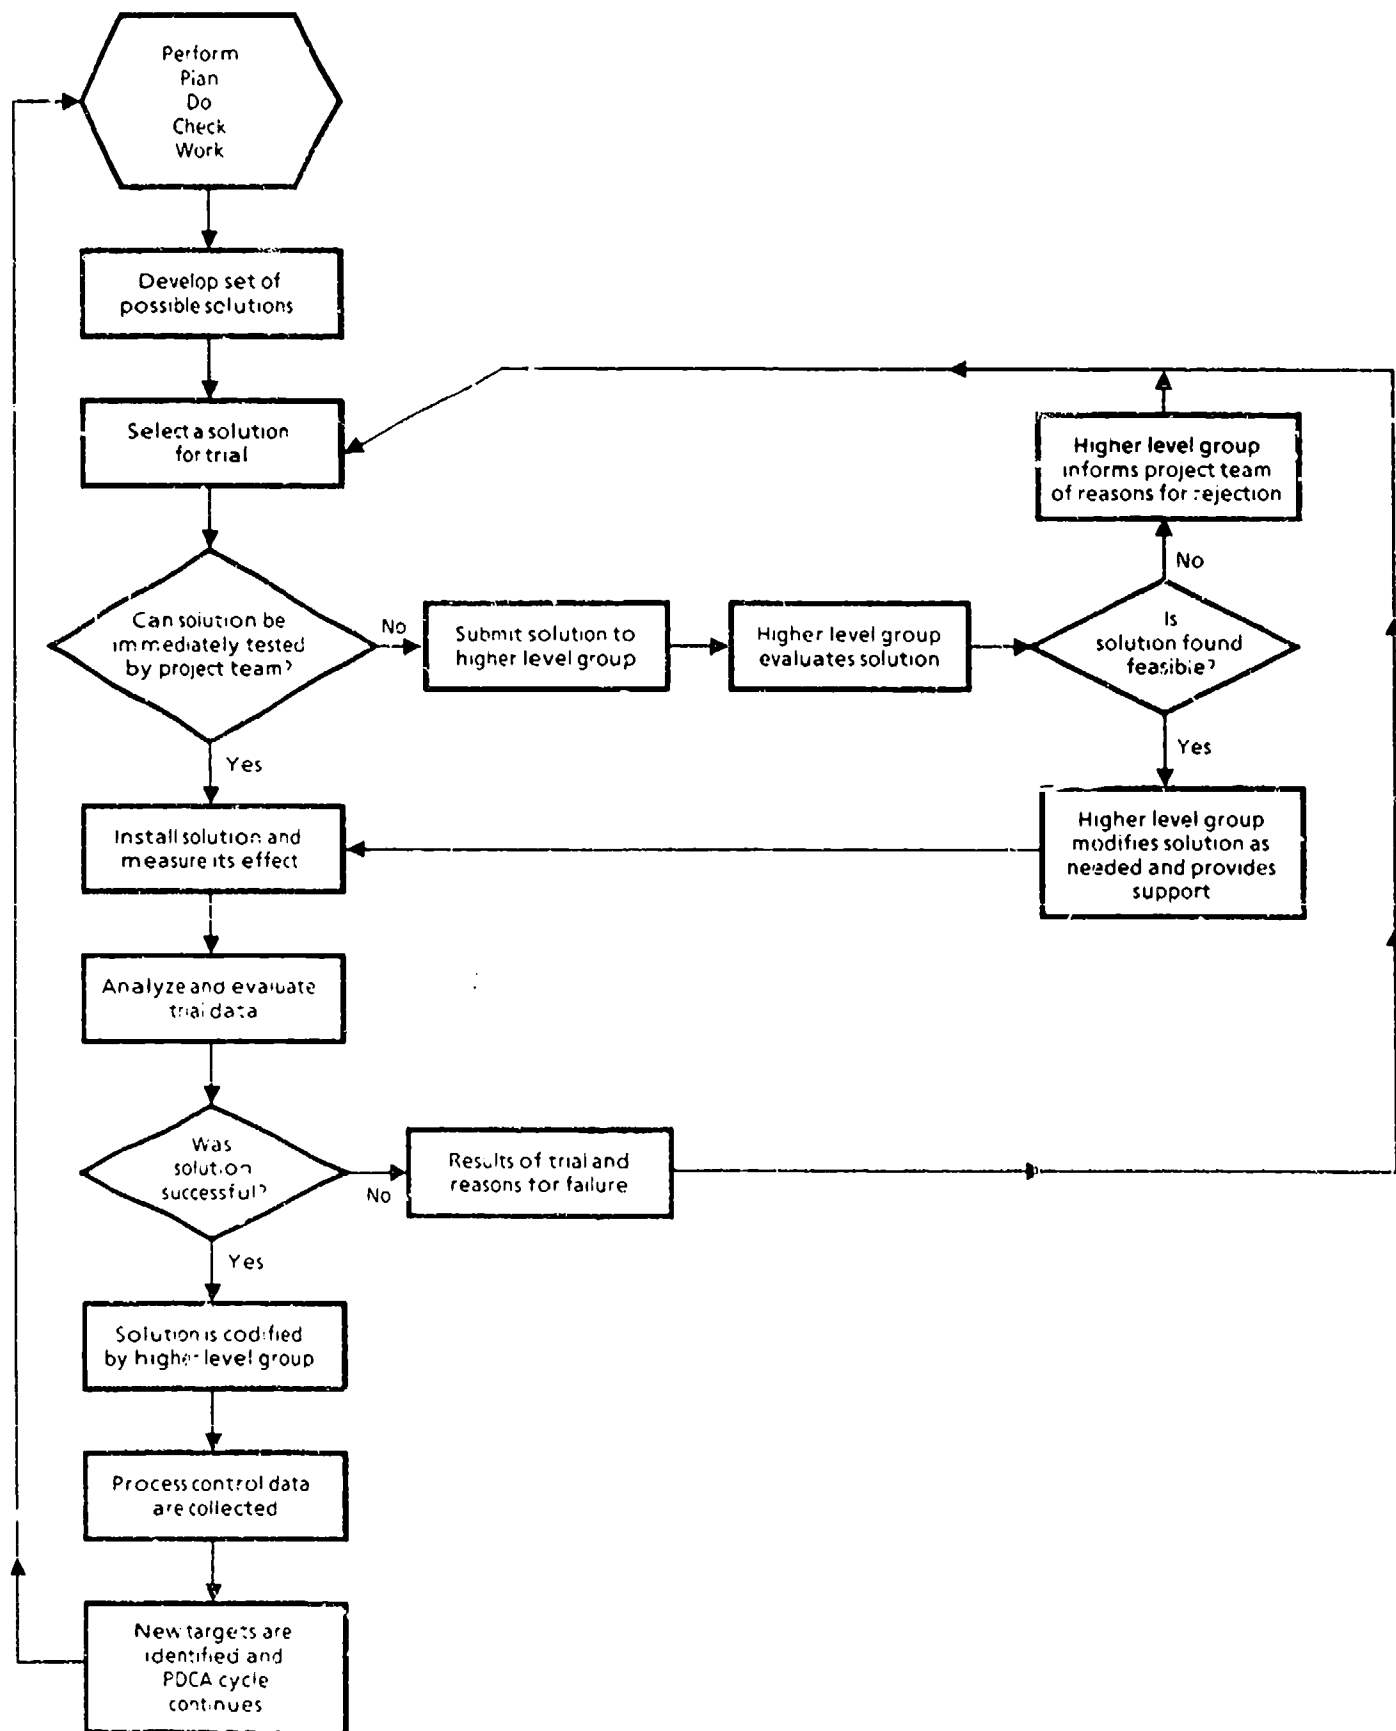 Perform
Plan
Do
Check
Work
Develop set of
possible solutions
Select a solution
for trial
Can solution be
immediately tested
by project team?
No
Submit solution to
higher level group
Higher level group
evaluates solution
Is
solution found
feasible?
No
Higher level group
informs project team
of reasons for rejection
Yes
Higher level group
modifies solution as
needed and provides
support
Yes
Install solution and
measure its effect
Analyze and evaluate
trial data
Was
solution
successful?
No
Results of trial and
reasons for failure
Yes
Solution is codified
by higher level group
Process control data
are collected
New targets are
identified and
PDCA cycle
continues